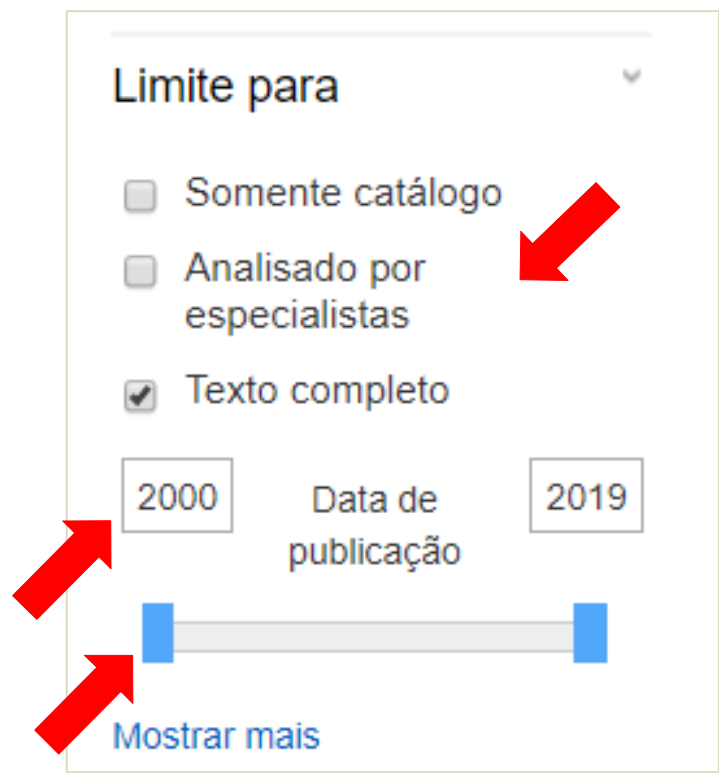 Limite para
Somente catálogo
Analisado por
especialistas
Texto completo
2000 Data de 2019
publicação
Mostrar mais